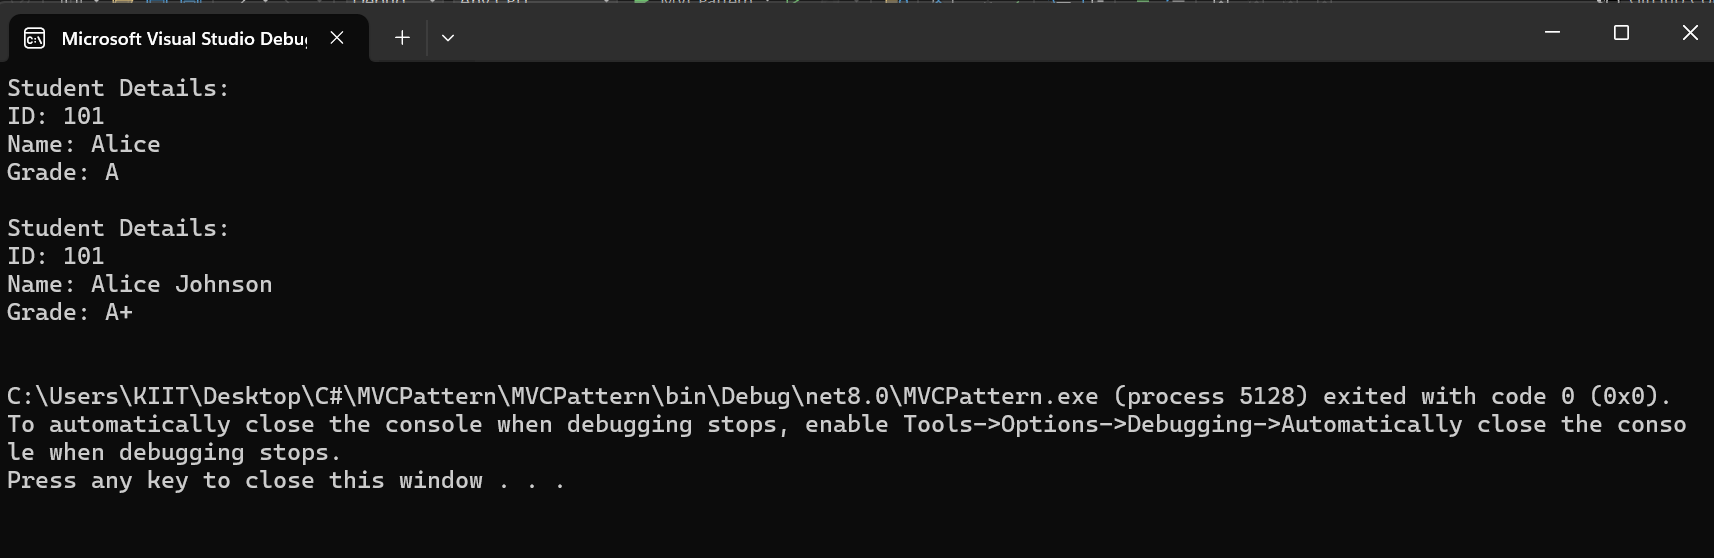 Microsoft Visual Studio Debu
Student Details:
ID: 101
Name: Alice
Grade: A
Student Details:
ID: 101
Name: Alice Johnson
Grade: A+
C:\Users\KIIT\Desktop\C#\MVCPattern\MVCPattern\bin\Debug\net8.0\MVCPattern.exe (process 5128) exited with code 0 (0x0).
To automatically close the console when debugging stops, enable Tools->Options->Debugging->Automatically close the conso
le when debugging stops.
Press any key to close this window . . .